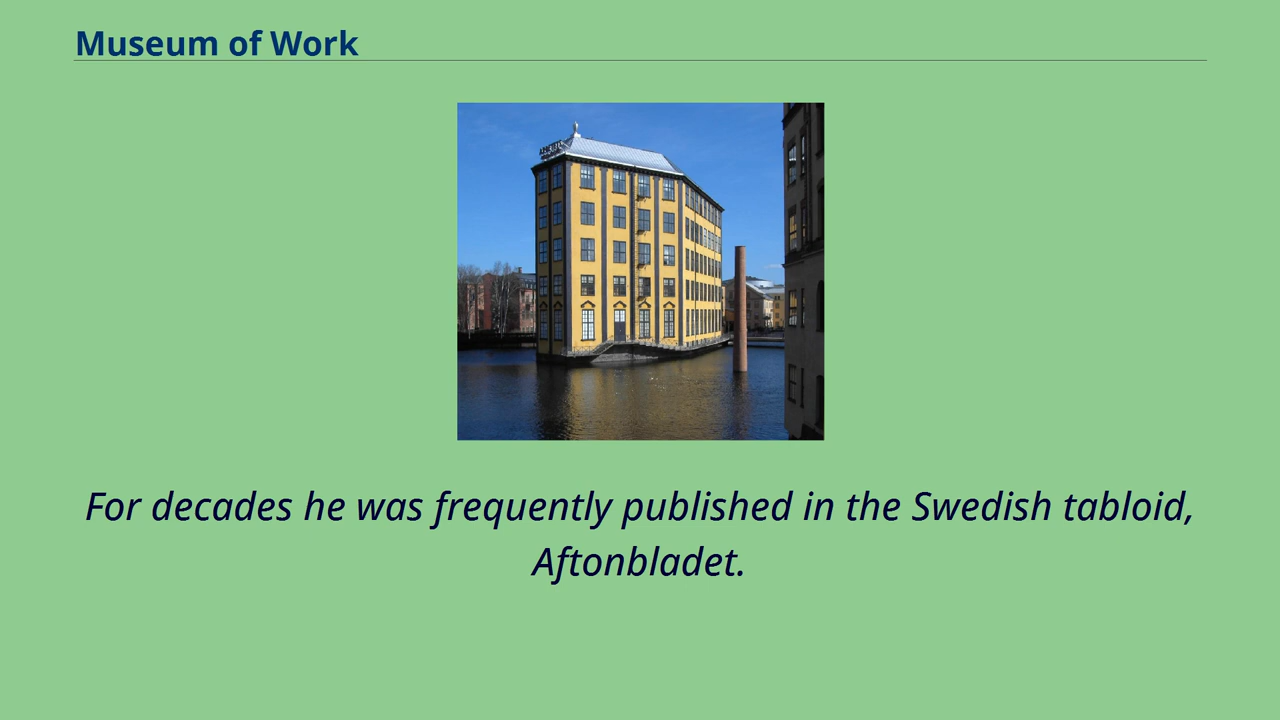 Museum of Work
For decades he was frequently published in the Swedish tabloid,
Aftonbladet.